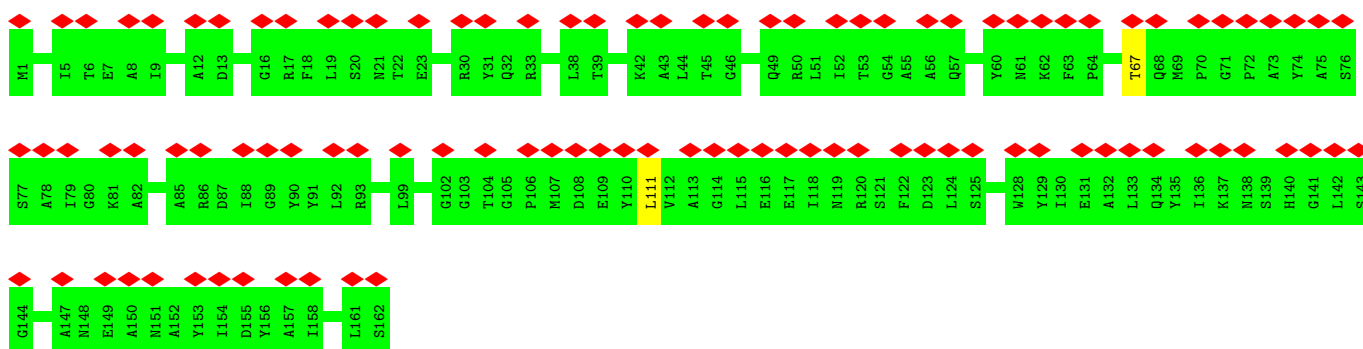 M1 I5 T6 E7 A8 I9 A12 D13 G16 R17 F18 L19 S20 N21 T22 E23 R30 Y31 Q32 R33 L38 T39 K42 A43 L44 T45 G46 Q49 R50 L51 I52 T53 G54 A55 A56 Q57 Y60 N61 K62 F63 P64 T67 Q68 M69 P70 G71 P72 A73 Y74 A75 S76
S77 A78 I79 G80 K81 A82 A85 R86 D87 I88 G89 Y90 Y91 L92 R93 L99 G102 G103 T104 G105 P106 M107 D108 E109 Y110 L111 V112 A113 G114 L115 E116 E117 I118 N119 R120 S121 F122 D123 L124 S125 W128 Y129 I130 E131 A132 L133 Q134 Y135 I136 K137 N138 S139 H140 G141 L142 S143
G144 A147 N148 E149 A150 N151 A152 Y153 I154 D155 Y156 A157 I158 L161 S162